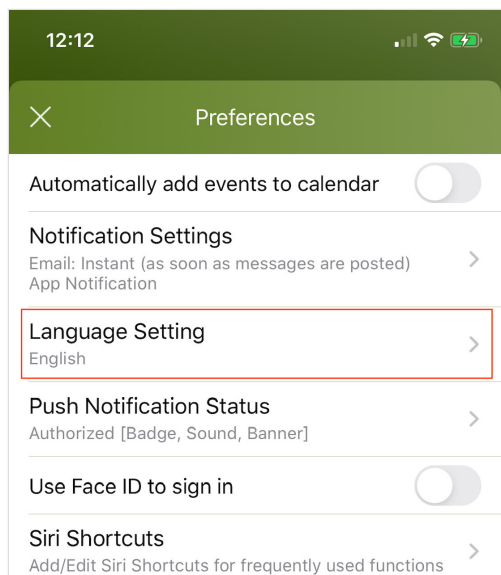 12:12
Preferences
Automatically add events to calendar
Notification Settings
Email: Instant (as soon as messages are posted)
App Notification
Language Setting
English
Push Notification Status
Authorized [Badge, Sound, Banner]
Use Face ID to sign in
Siri Shortcuts
Add/Edit Siri Shortcuts for frequently used functions